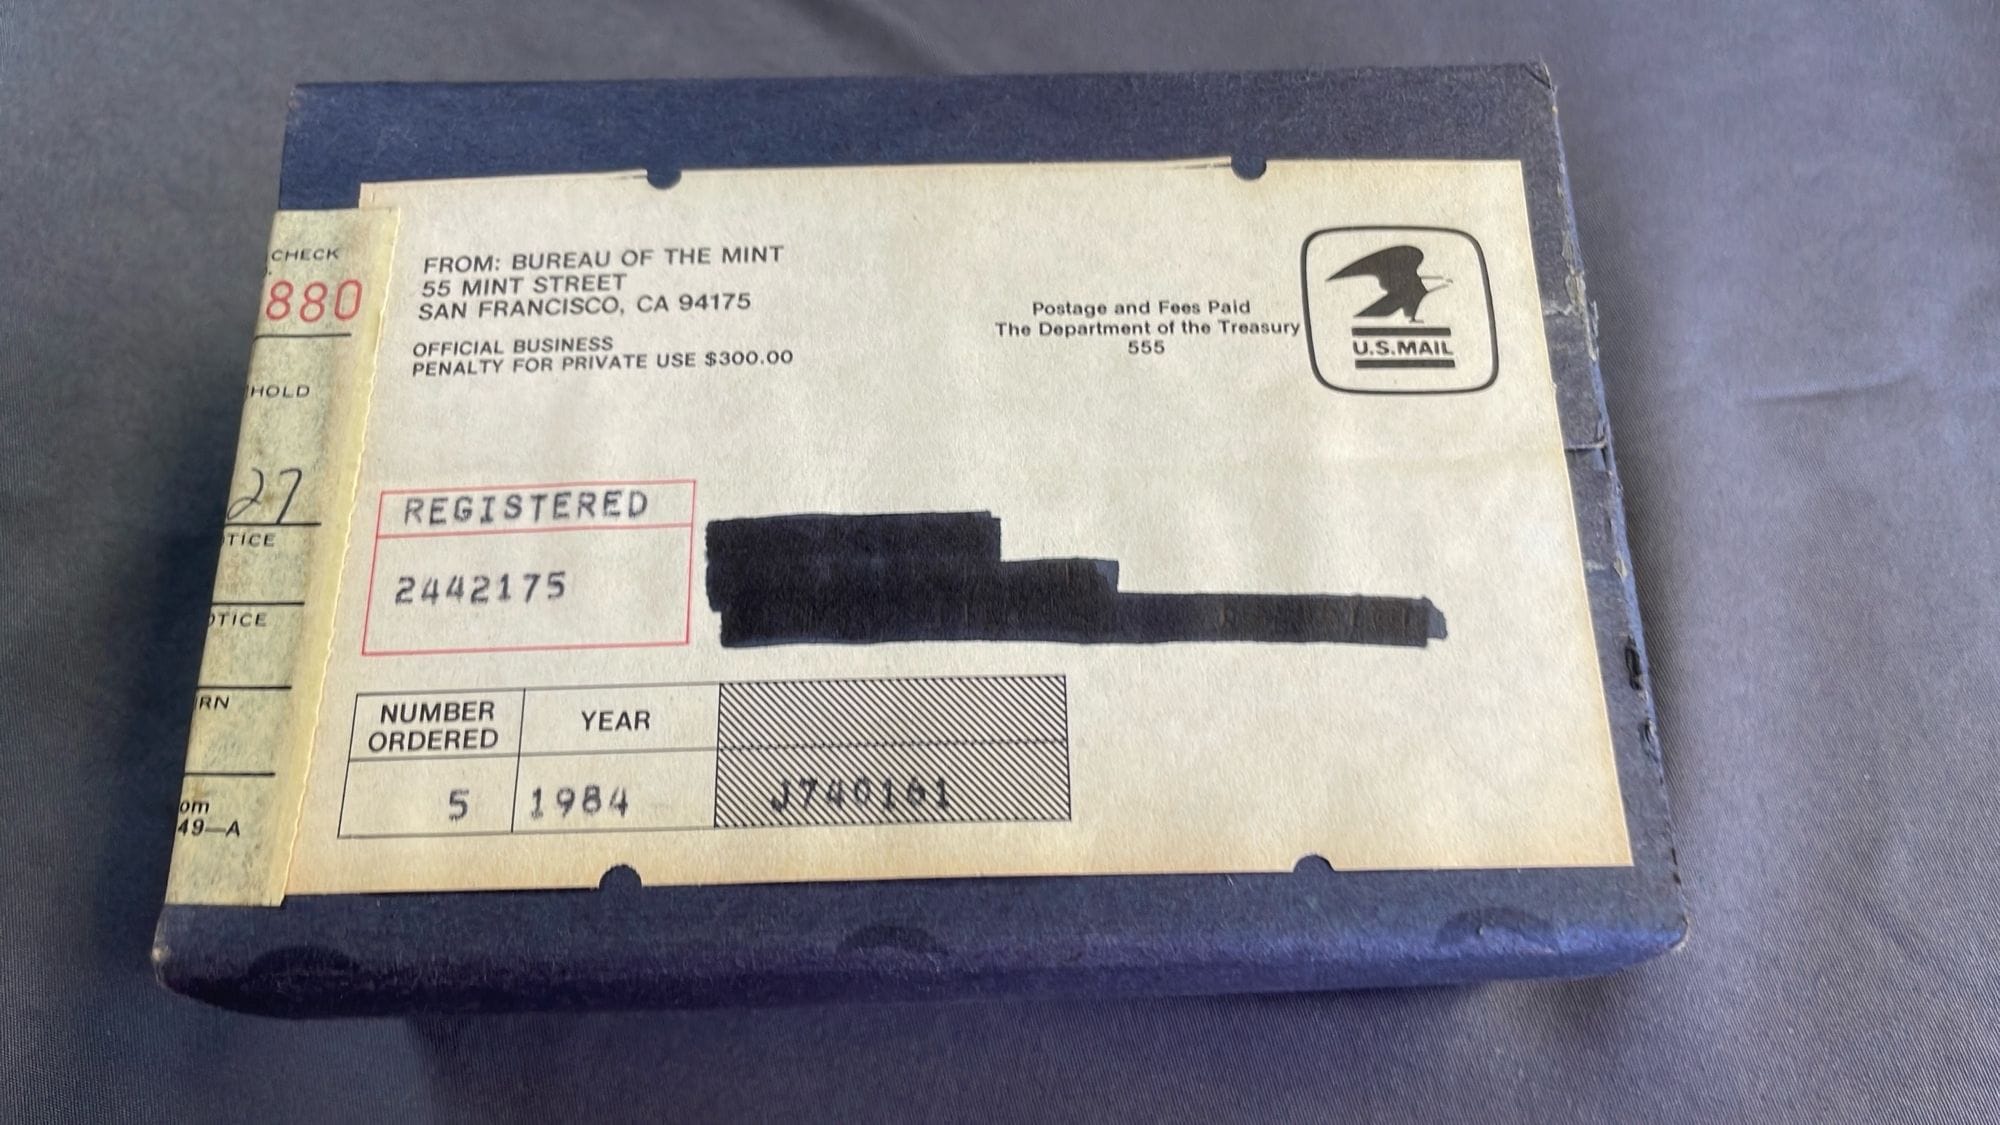 CHECK
880
HOLD
27
TICE
OTICE
RN
om
49-A
FROM: BUREAU OF THE MINT
55 MINT STREET
SAN FRANCISCO, CA 94175
OFFICIAL BUSINESS
PENALTY FOR PRIVATE USE $300.00
Postage and Fees Paid
The Department of the Treasury
555
U.S.MAIL
REGISTERED
2442175
NUMBER ORDERED YEAR
5 1984 J740161